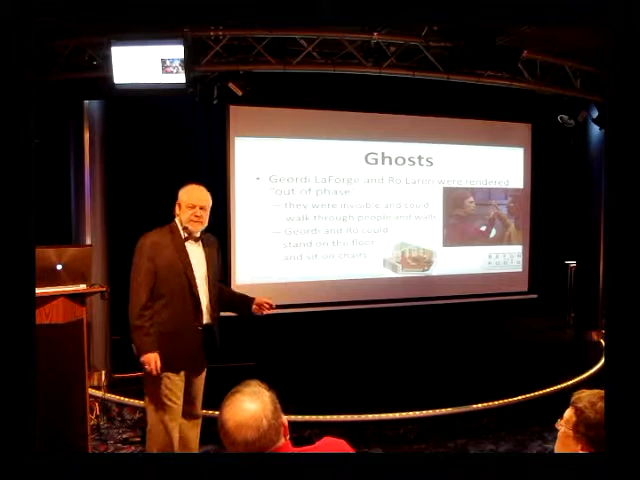 Ghosts
• Geordi LaForge and Ro Laren were rendered
"out of phase
– they were invisible and could
walk through people and walls
– Geordi and Ro could
stand on the floor
and sit on chairs